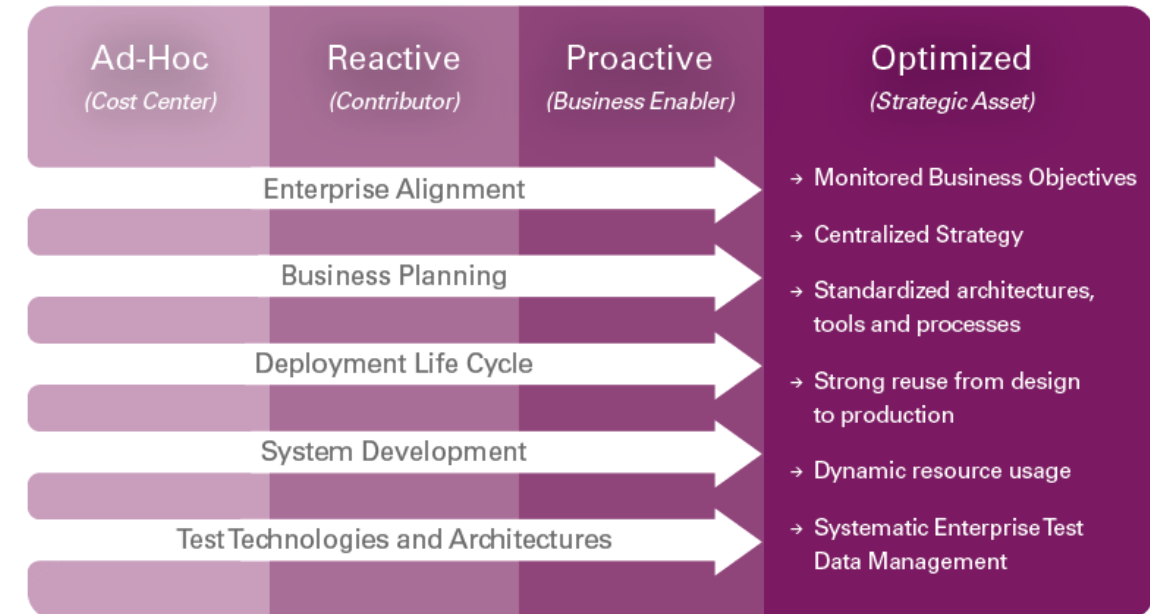 Ad-Hoc
(Cost Center)
Reactive
(Contributor)
Proactive
(Business Enabler)
Optimized
(Strategic Asset)
Enterprise Alignment
Business Planning
Deployment Life Cycle
System Development
Test Technologies and Architectures
→ Monitored Business Objectives
→ Centralized Strategy
→ Standardized architectures,
tools and processes
→ Strong reuse from design
to production
→ Dynamic resource usage
→ Systematic Enterprise Test
Data Management